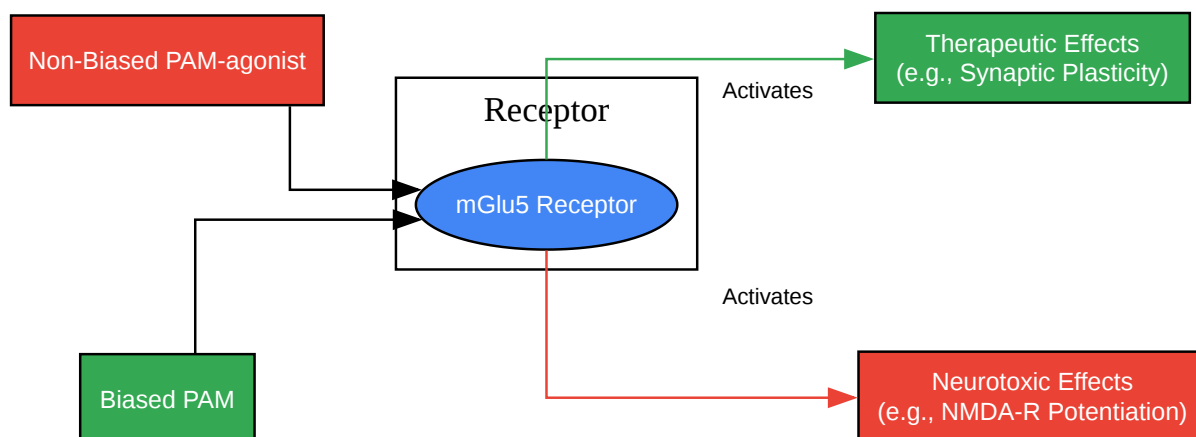 Non-Biased PAM-agonist
Therapeutic Effects
(e.g., Synaptic Plasticity)
Activates
Receptor
mGlu5 Receptor
Activates
Biased PAM
Neurotoxic Effects
(e.g., NMDA-R Potentiation)